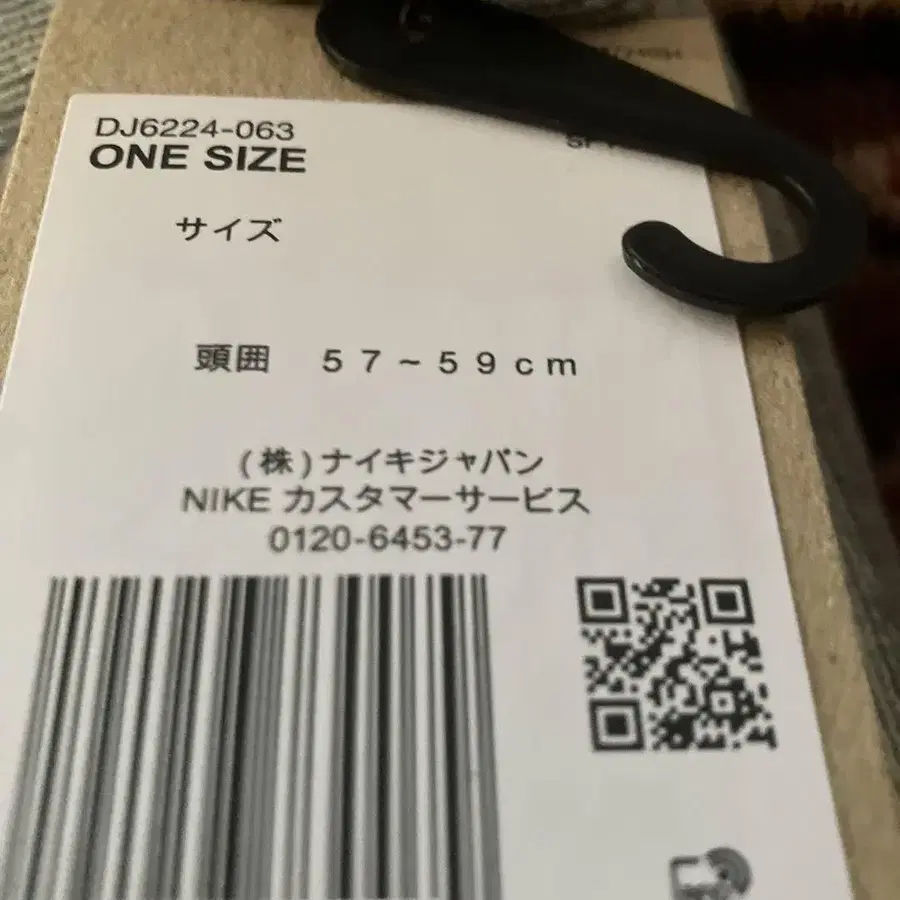 DJ6224-063
ONE SIZE
サイズ
頭囲 57~59cm
(株)ナイキジャパン
NIKE カスタマーサービス
0120-6453-77